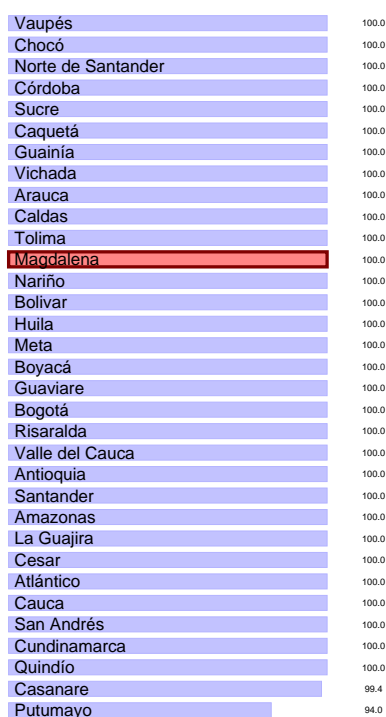 Vaupés 100.0
Chocó 100.0
Norte de Santander 100.0
Córdoba 100.0
Sucre 100.0
Caquetá 100.0
Guainía 100.0
Vichada 100.0
Arauca 100.0
Caldas 100.0
Tolima 100.0
Magdalena 100.0
Nariño 100.0
Bolivar 100.0
Huila 100.0
Meta 100.0
Boyacá 100.0
Guaviare 100.0
Bogotá 100.0
Risaralda 100.0
Valle del Cauca 100.0
Antioquia 100.0
Santander 100.0
Amazonas 100.0
La Guajira 100.0
Cesar 100.0
Atlántico 100.0
Cauca 100.0
San Andrés 100.0
Cundinamarca 100.0
Quindío 100.0
Casanare 99.4
Putumayo 94.0